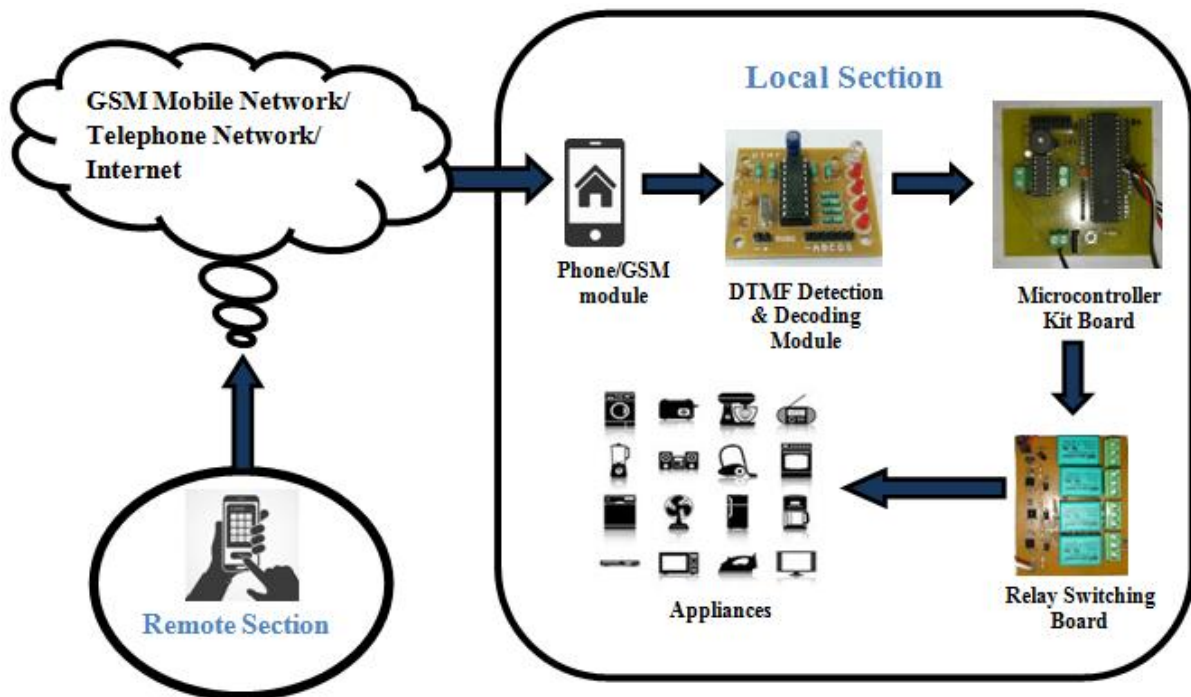 GSM Mobile Network/
Telephone Network/
Internet
Local Section
Phone/GSM
module
DTMF Detection
& Decoding
Module
Microcontroller
Kit Board
Relay Switching
Board
Appliances
Remote Section